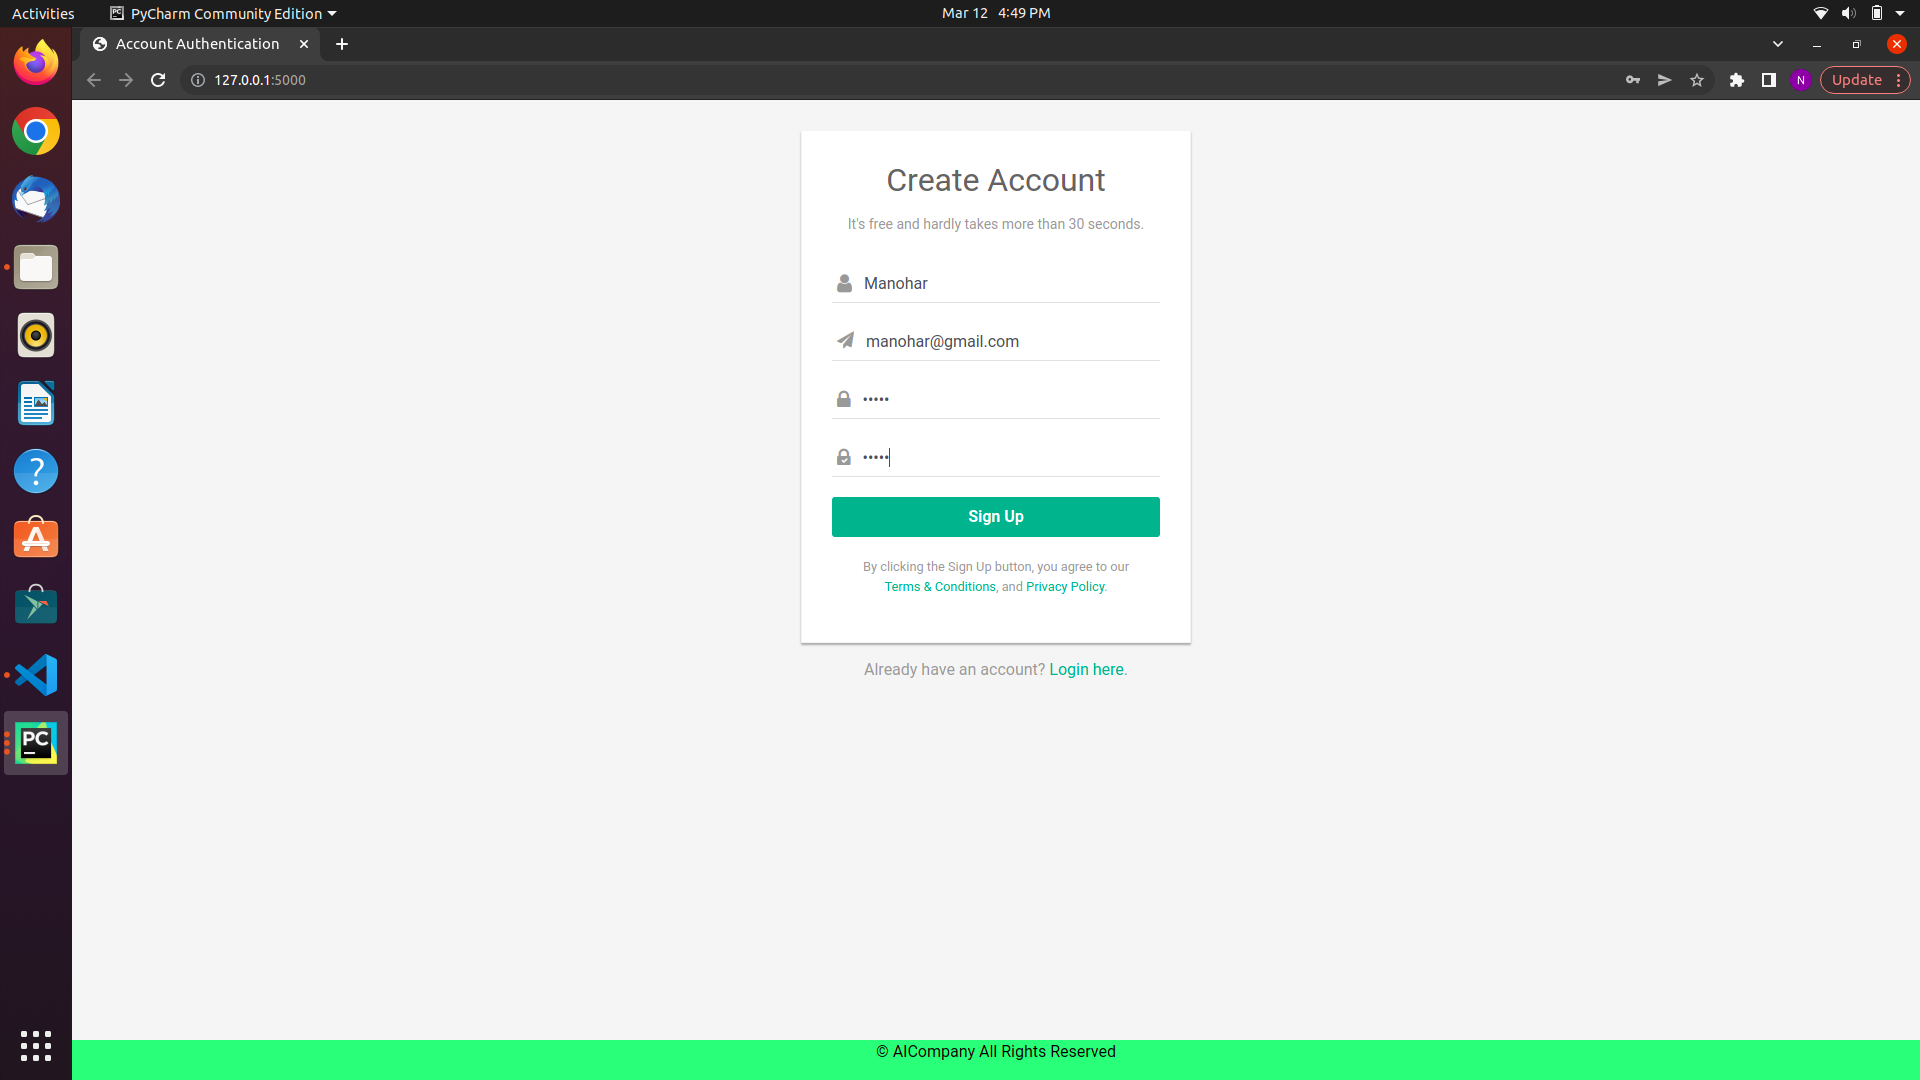 Activities
PyCharm Community Edition
Mar 12 4:49 PM
Account Authentication
127.0.0.1:5000
N
Update
Create Account
It's free and hardly takes more than 30 seconds.
Manohar
manohar@gmail.com
•••••
•••••
Sign Up
By clicking the Sign Up button, you agree to our
Terms & Conditions, and Privacy Policy.
Already have an account? Login here.
PC
© AICompany All Rights Reserved